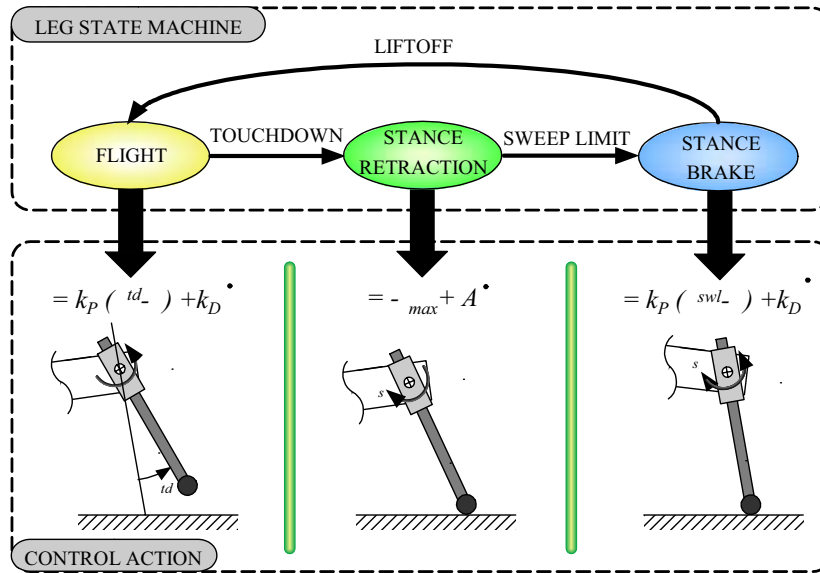 LEG STATE MACHINE
LIFTOFF
FLIGHT
TOUCHDOWN
STANCE
RETRACTION
SWEEP LIMIT
STANCE
BRAKE
= k_P ( ^td- ) +k_D ˙
= - _max+ A ˙
= k_P ( ^swl- ) +k_D ˙
td
s
s
CONTROL ACTION